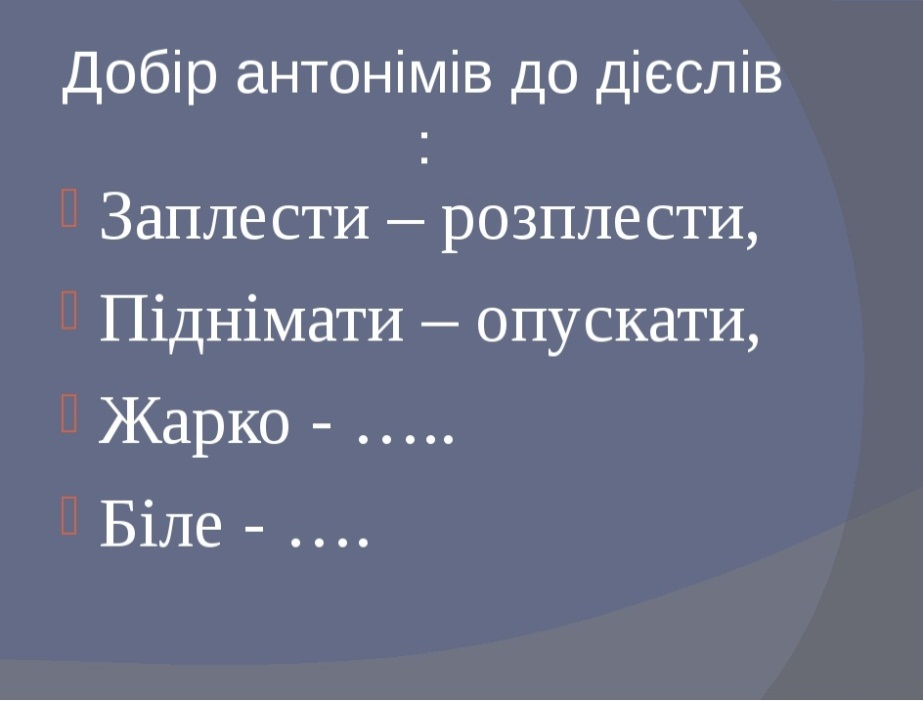 Добір антонімів до дієслів
:
Заплести – розплести,
Піднімати – опускати,
Жарко - …..
Біле - ….